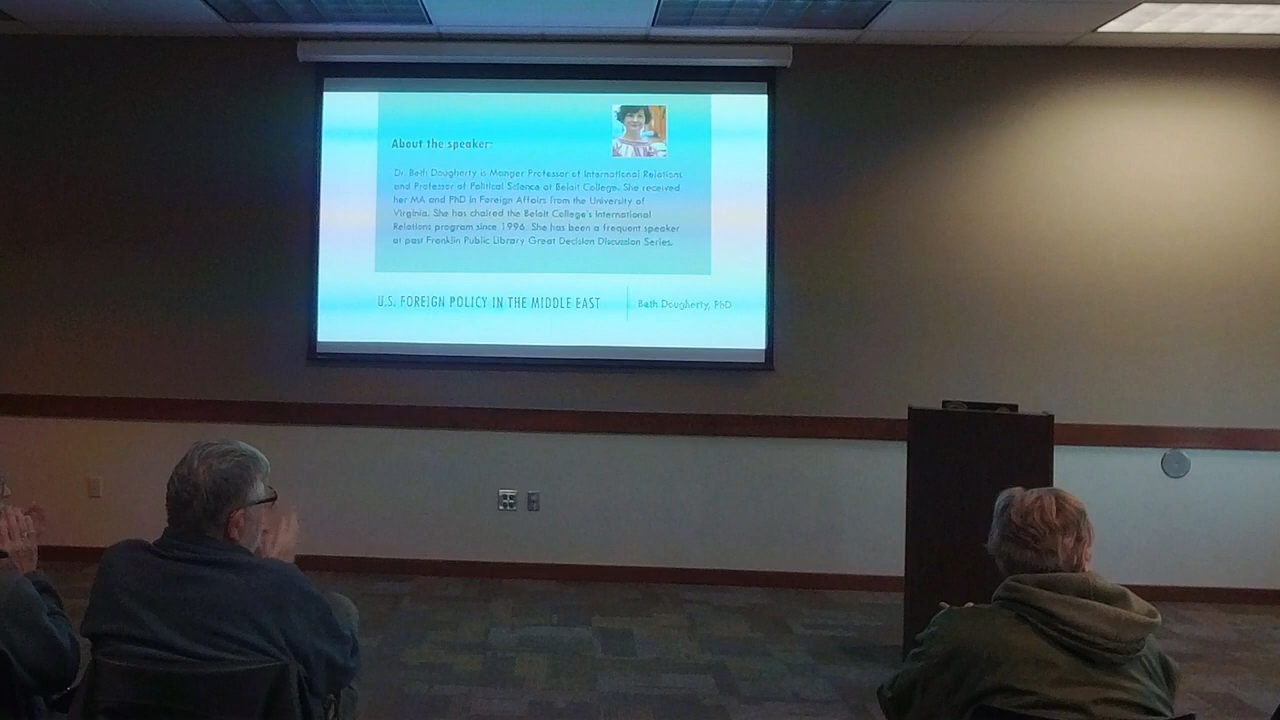 About the speaker:
Dr. Beth Dougherty is Manger Professor of International Relations
and Professor of Political Science at Beloit College. She received
her MA and PhD in Foreign Affairs from the University of
Virginia. She has chaired the Beloit College's International
Relations program since 1996. She has been a frequent speaker
at past Franklin Public Library Great Decision Discussion Series.
U.S. FOREIGN POLICY IN THE MIDDLE EAST
Beth Dougherty, PhD